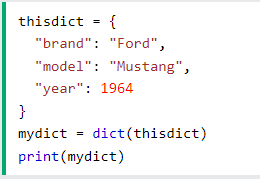 thisdict = {
  "brand": "Ford",
  "model": "Mustang",
  "year": 1964
}
mydict = dict(thisdict)
print(mydict)